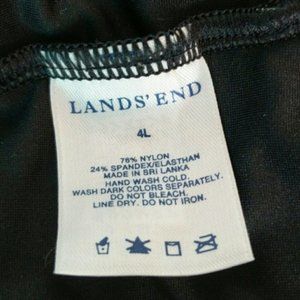 LANDS' END
4L
76% NYLON
24% SPANDEX/ELASTHAN
MADE IN SRI LANKA
HAND WASH COLD.
WASH DARK COLORS SEPARATELY.
DO NOT BLEACH.
LINE DRY. DO NOT IRON.